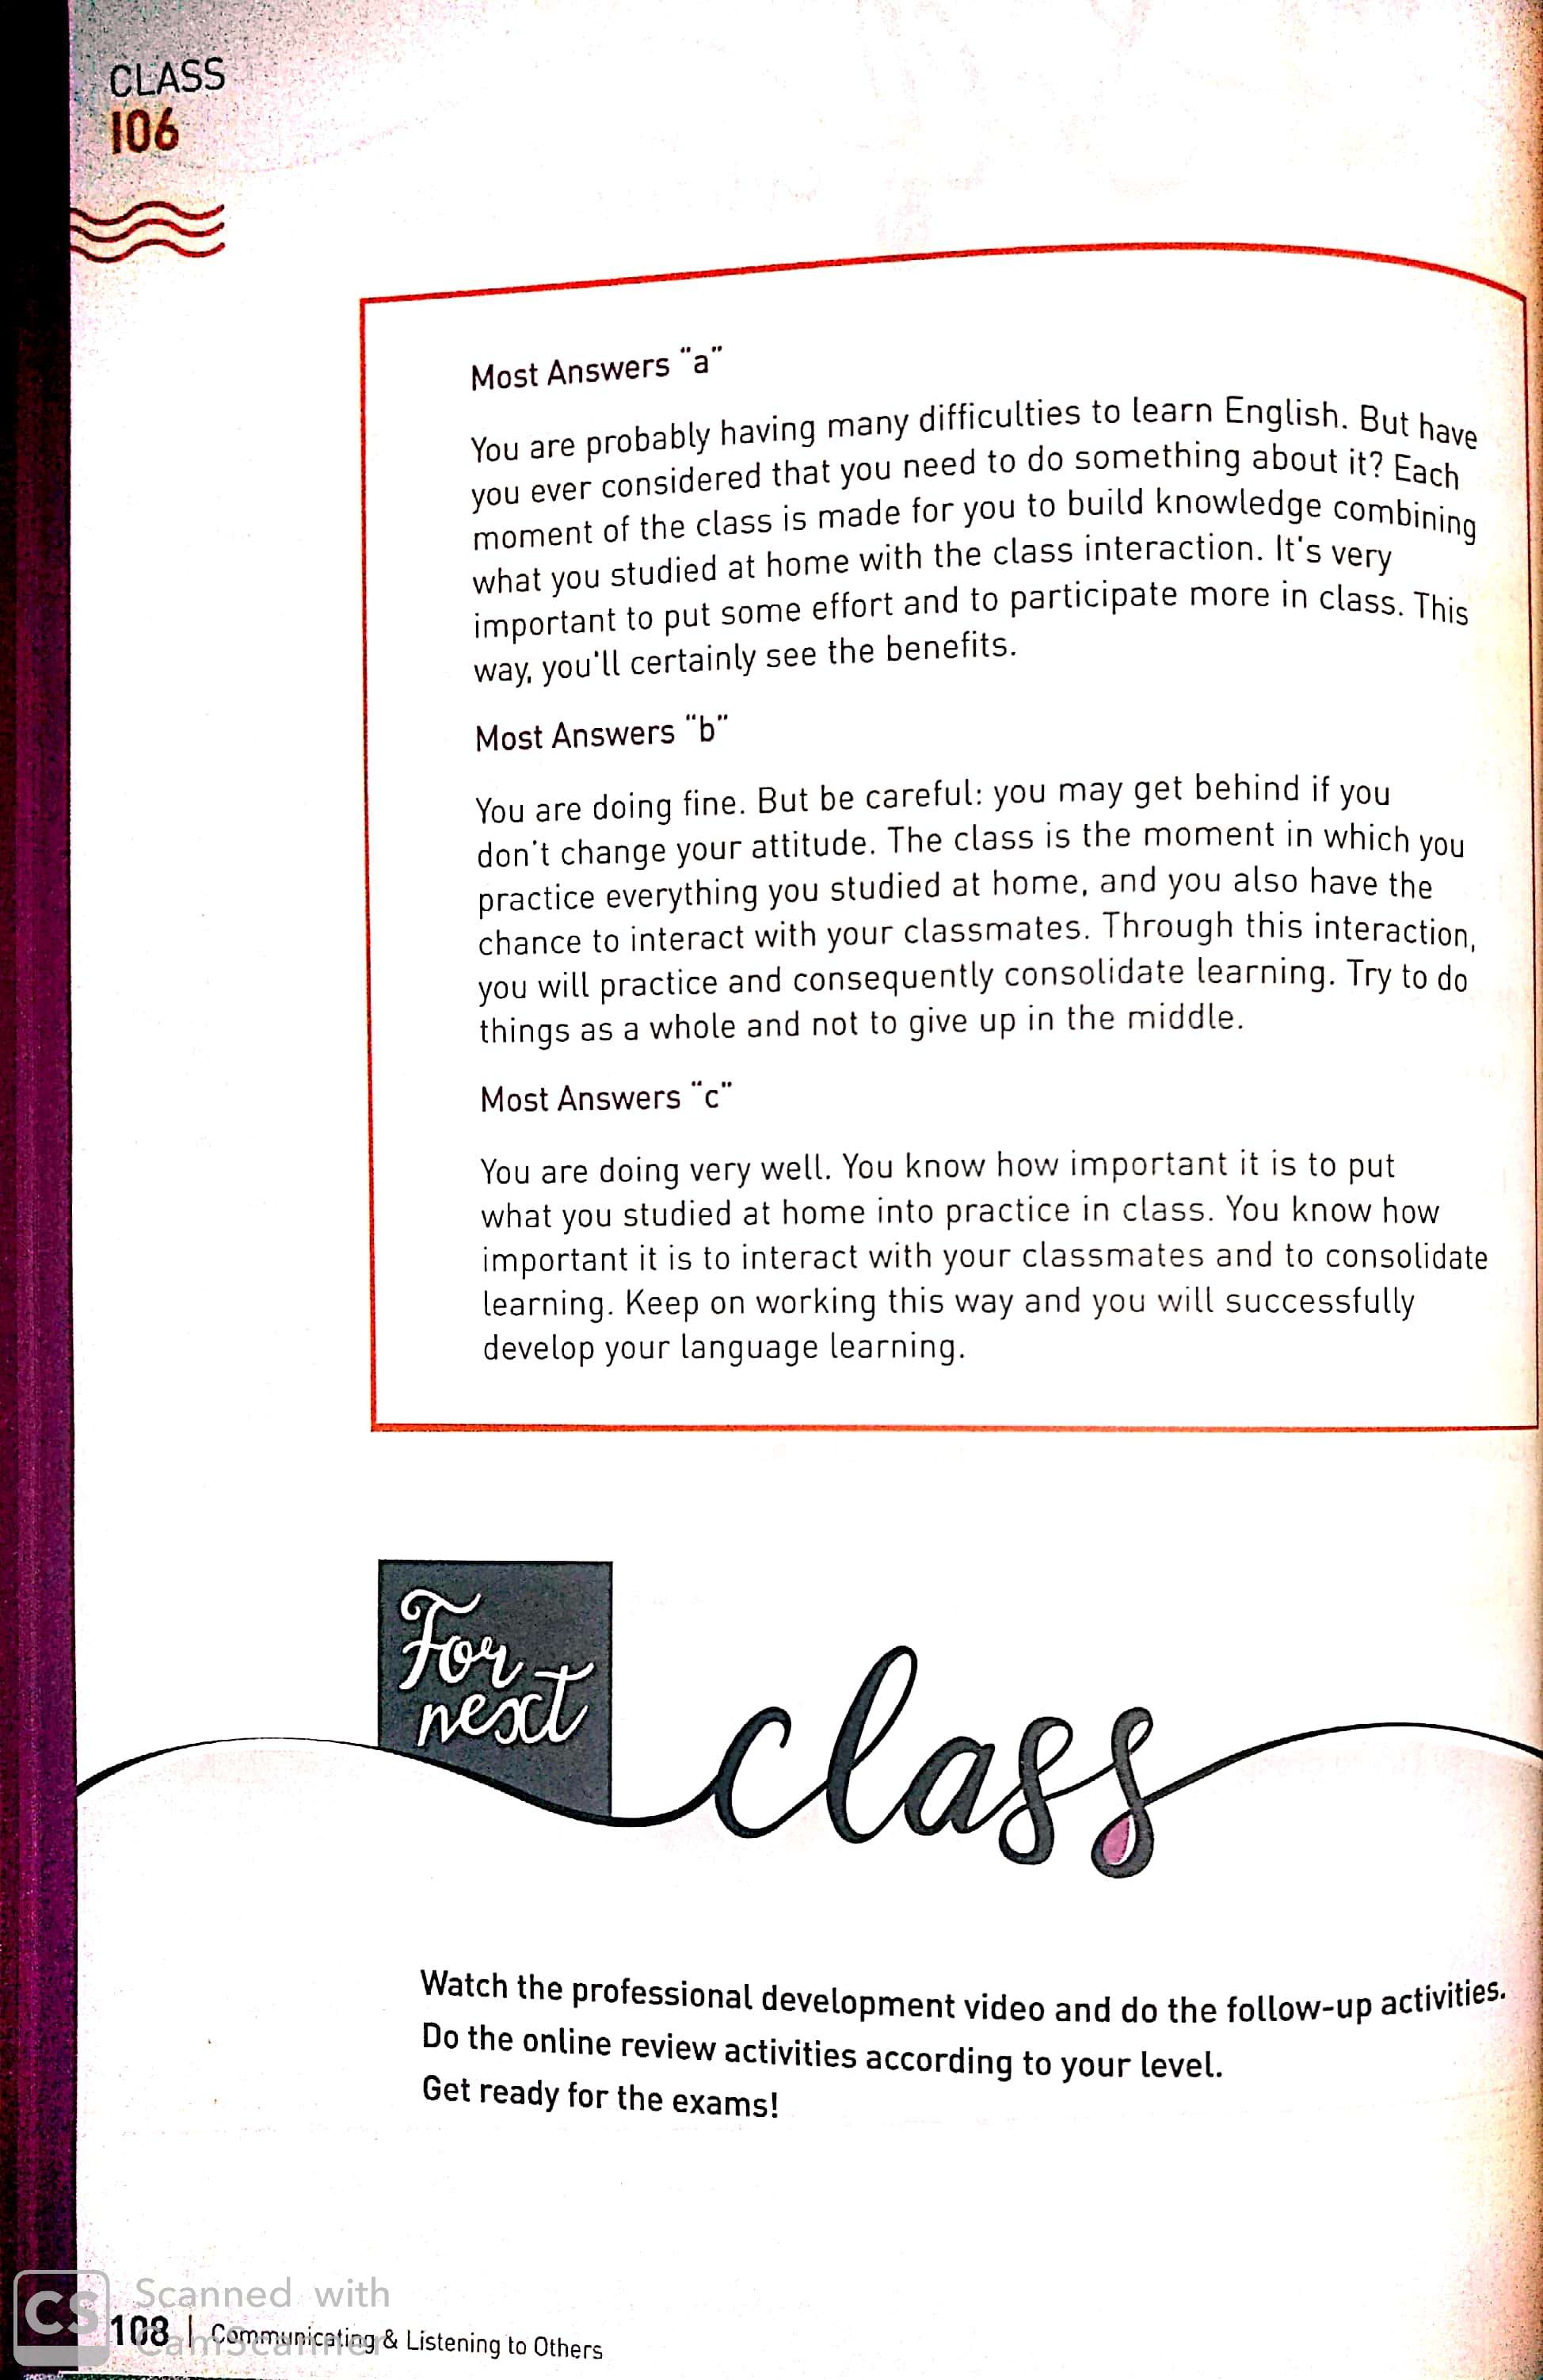 CLASS
106
Most Answers “a”
You are probably having many difficulties to learn English. But have
you ever considered that you need to do something about it? Each
moment of the class is made for you to build knowledge combining
what you studied at home with the class interaction. It's very
important to put some effort and to participate more in class. This
way, you'll certainly see the benefits.
Most Answers “b”
You are doing fine. But be careful: you may get behind if you
don't change your attitude. The class is the moment in which you
practice everything you studied at home, and you also have the
chance to interact with your classmates. Through this interaction,
you will practice and consequently consolidate learning. Try to do
things as a whole and not to give up in the middle.
Most Answers “c”
You are doing very well. You know how important it is to put
what you studied at home into practice in class. You know how
important it is to interact with your classmates and to consolidate
learning. Keep on working this way and you will successfully
develop your language learning.
For
next
class
Watch the professional development video and do the follow-up activities.
Do the online review activities according to your level.
Get ready for the exams!
CS
Scanned with
CamScanner
108 | Communicating & Listening to Others